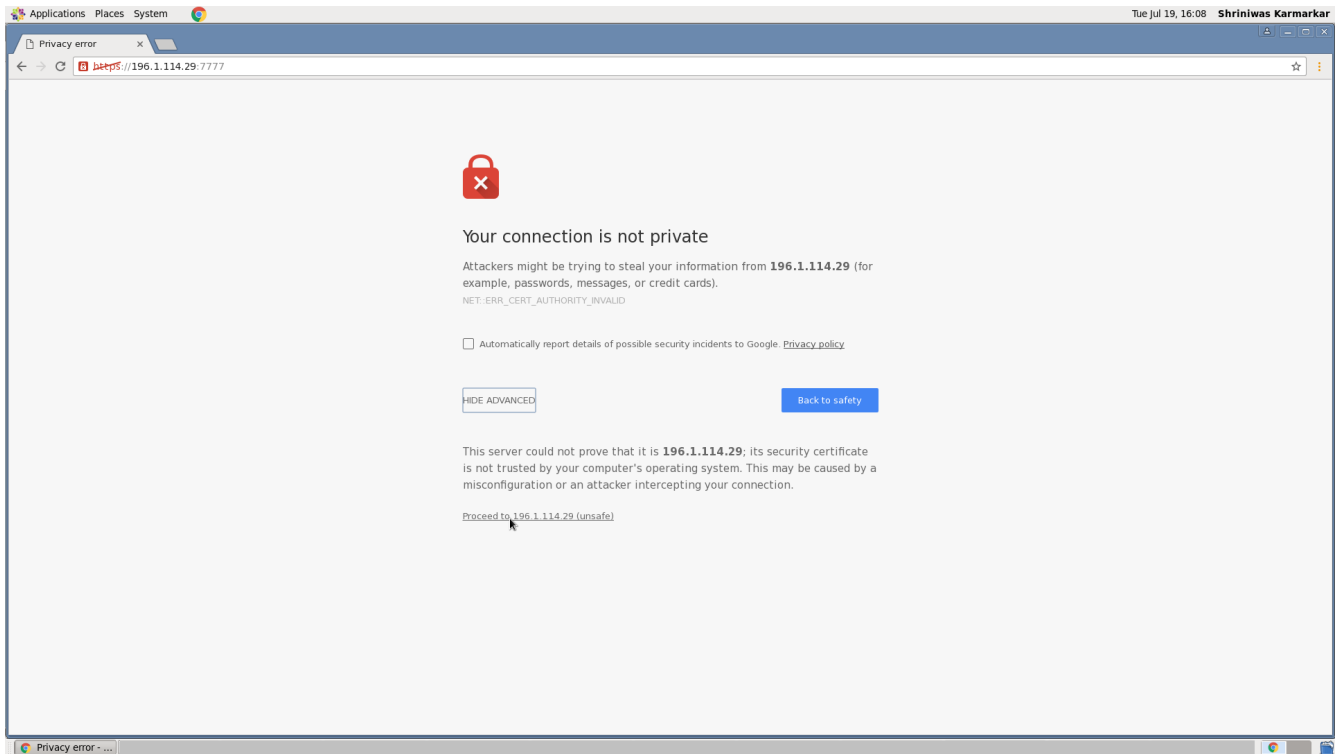 Applications Places System
Tue Jul 19, 16:08 Shriniwas Karmarkar
Privacy error
https://196.1.114.29:7777
Your connection is not private
Attackers might be trying to steal your information from 196.1.114.29 (for
example, passwords, messages, or credit cards).
NET::ERR_CERT_AUTHORITY_INVALID
Automatically report details of possible security incidents to Google. Privacy policy
HIDE ADVANCED
Back to safety
This server could not prove that it is 196.1.114.29; its security certificate
is not trusted by your computer's operating system. This may be caused by a
misconfiguration or an attacker intercepting your connection.
Proceed to 196.1.114.29 (unsafe)
Privacy error - ...